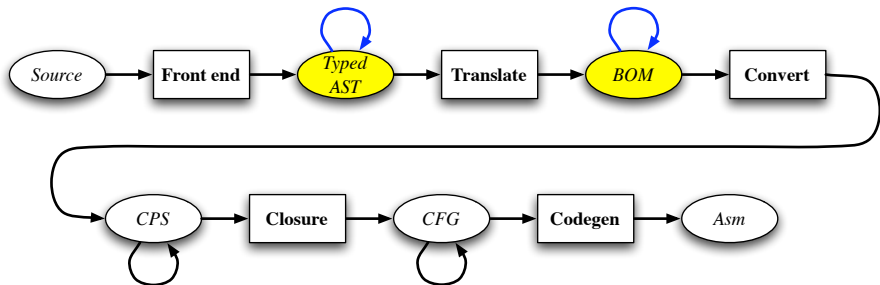 Source
Front end
Typed
AST
Translate
BOM
Convert
CPS
Closure
CFG
Codegen
Asm